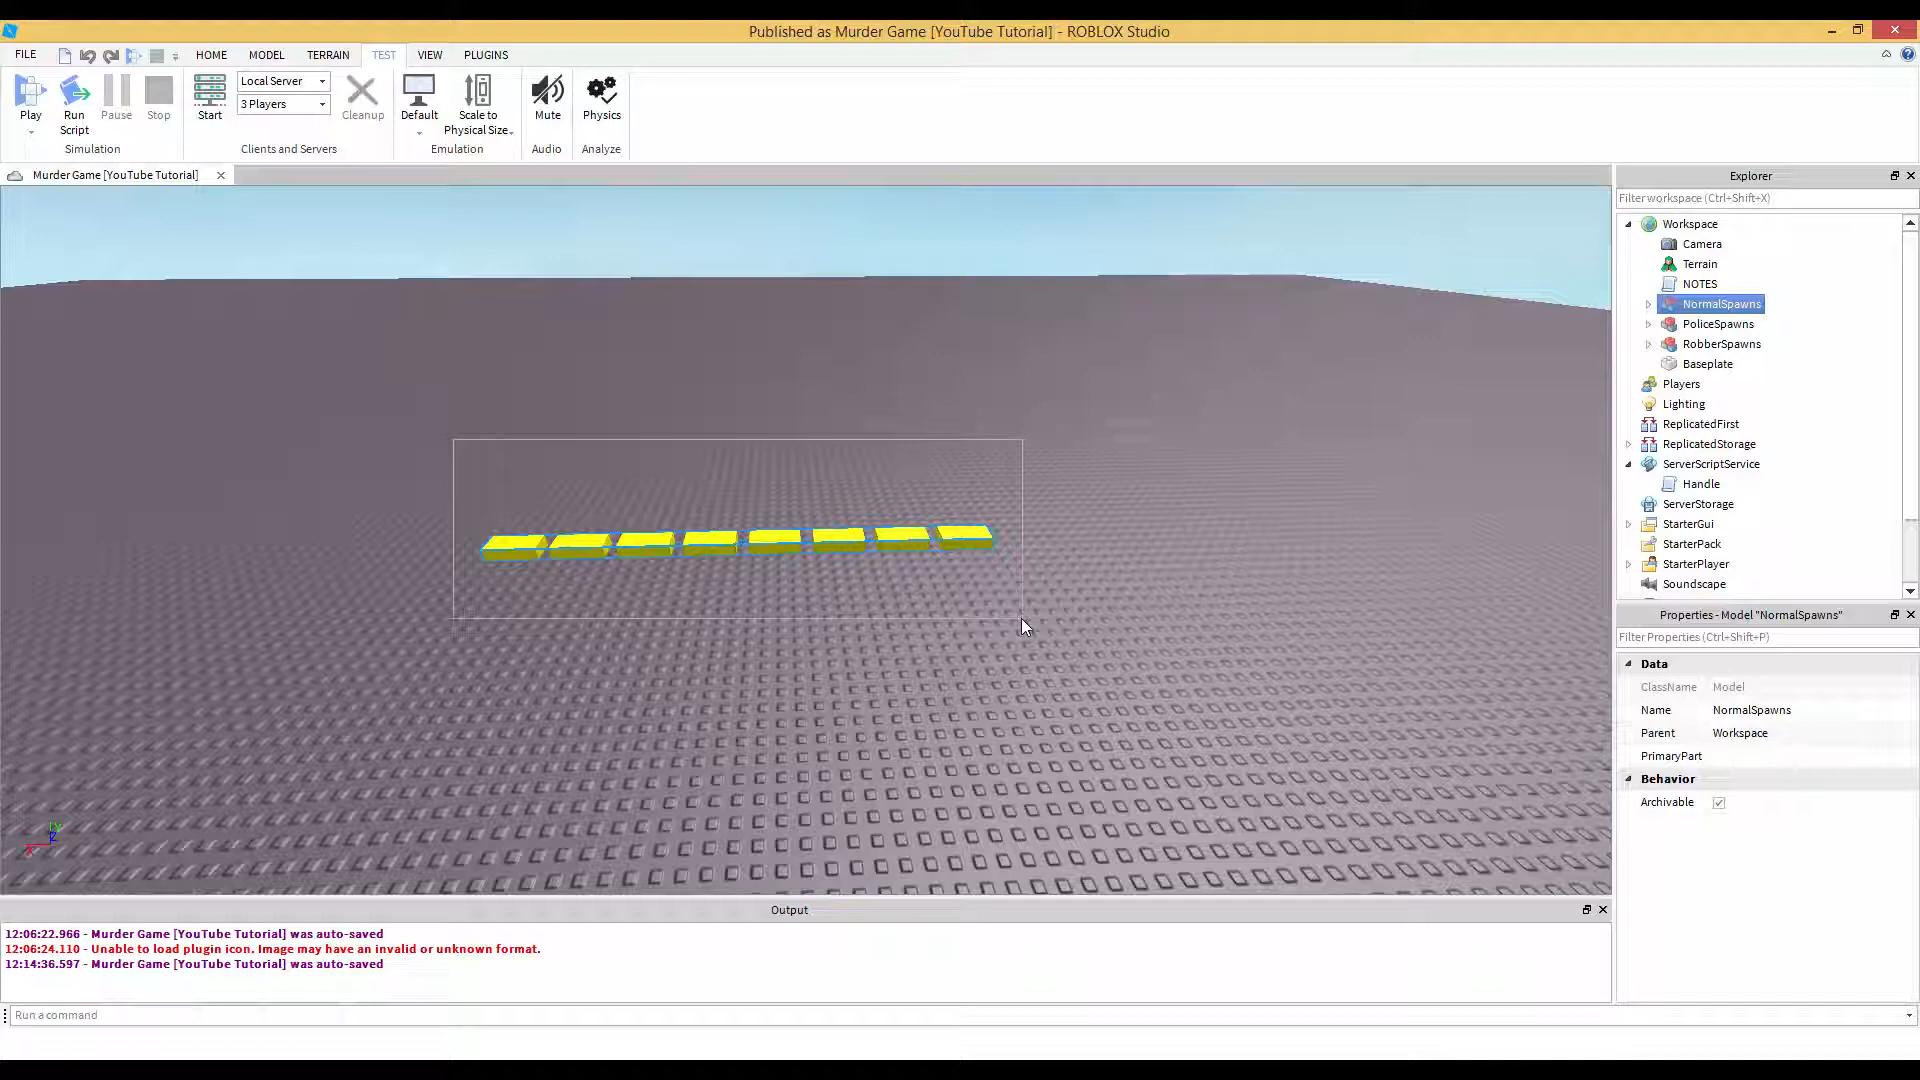 Published as Murder Game [YouTube Tutorial] - ROBLOX Studio
FILE HOME MODEL TERRAIN TEST VIEW PLUGINS
Play
Run Script
Pause
Stop
Simulation
Start
Local Server
3 Players
Cleanup
Clients and Servers
Default
Scale to Physical Size
Emulation
Mute
Audio
Physics
Analyze
Murder Game [YouTube Tutorial]
Explorer
Filter workspace (Ctrl+Shift+X)
Workspace
Camera
Terrain
NOTES
NormalSpawns
PoliceSpawns
RobberSpawns
Baseplate
Players
Lighting
ReplicatedFirst
ReplicatedStorage
ServerScriptService
Handle
ServerStorage
StarterGui
StarterPack
StarterPlayer
Soundscape
Properties - Model "NormalSpawns"
Filter Properties (Ctrl+Shift+P)
Data
ClassName Model
Name NormalSpawns
Parent Workspace
PrimaryPart
Behavior
Archivable
Output
12:06:22.966 - Murder Game [YouTube Tutorial] was auto-saved
12:06:24.110 - Unable to load plugin icon. Image may have an invalid or unknown format.
12:14:36.597 - Murder Game [YouTube Tutorial] was auto-saved
Run a command